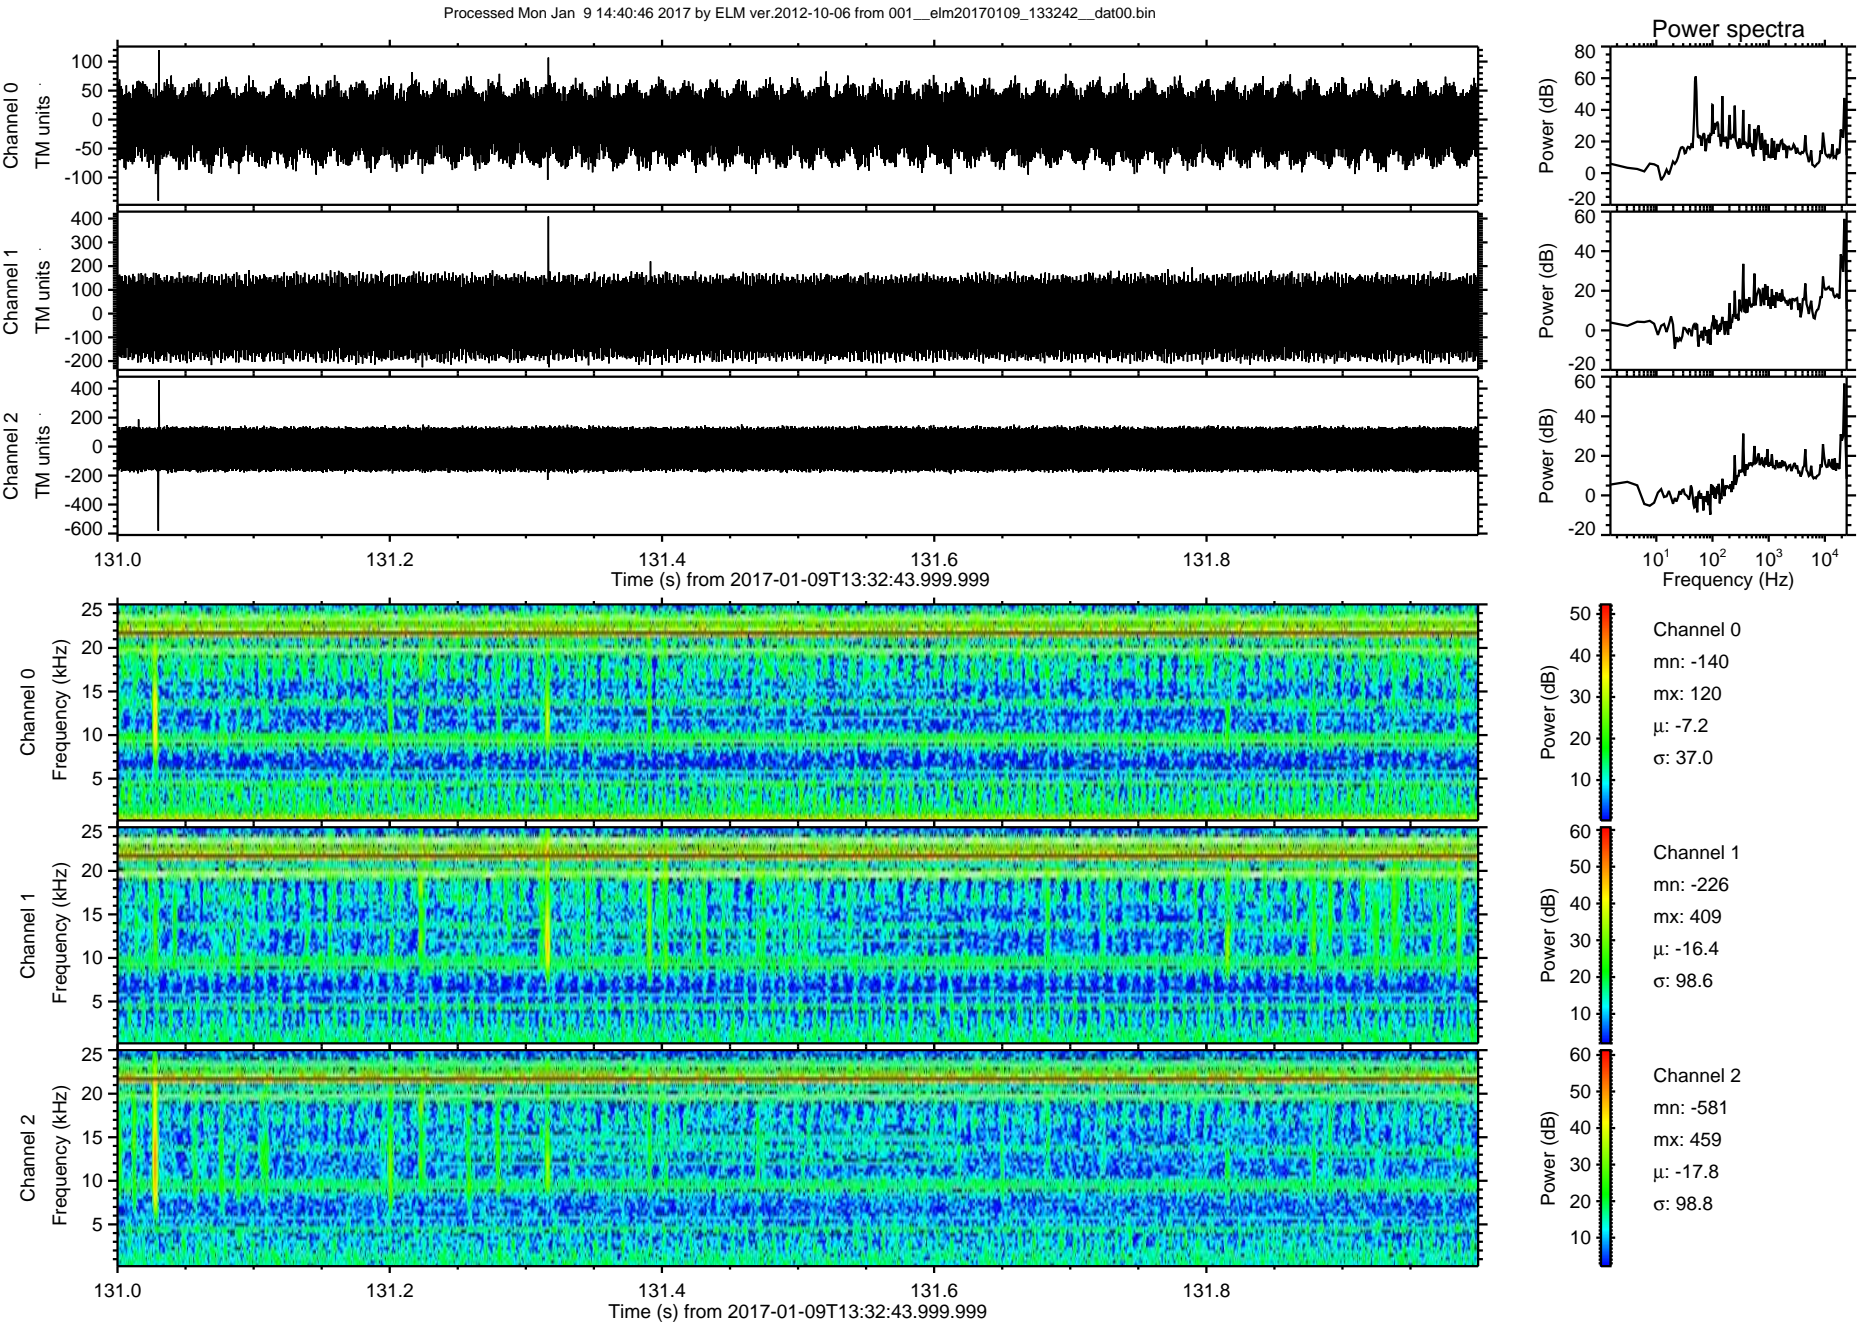 Processed Mon Jan 9 14:40:46 2017 by ELM ver.2012-10-06 from 001__elm20170109_133242__dat00.bin
Power spectra
Channel 0
TM units
100
50
0
-50
-100
Power (dB)
80
60
40
20
0
-20
Channel 1
TM units
400
300
200
100
0
-100
-200
Power (dB)
60
40
20
0
-20
Channel 2
TM units
400
200
0
-200
-400
-600
Power (dB)
60
40
20
0
-20
131.0 131.2 131.4 131.6 131.8
Time (s) from 2017-01-09T13:32:43.999.999
10^1 10^2 10^3 10^4
Frequency (Hz)
Channel 0
Frequency (kHz)
25
20
15
10
5
Power (dB)
50
40
30
20
10
Channel 0
mn: -140
mx: 120
μ: -7.2
σ: 37.0
Channel 1
Frequency (kHz)
25
20
15
10
5
Power (dB)
60
50
40
30
20
10
Channel 1
mn: -226
mx: 409
μ: -16.4
σ: 98.6
Channel 2
Frequency (kHz)
25
20
15
10
5
Power (dB)
60
50
40
30
20
10
Channel 2
mn: -581
mx: 459
μ: -17.8
σ: 98.8
131.0 131.2 131.4 131.6 131.8
Time (s) from 2017-01-09T13:32:43.999.999